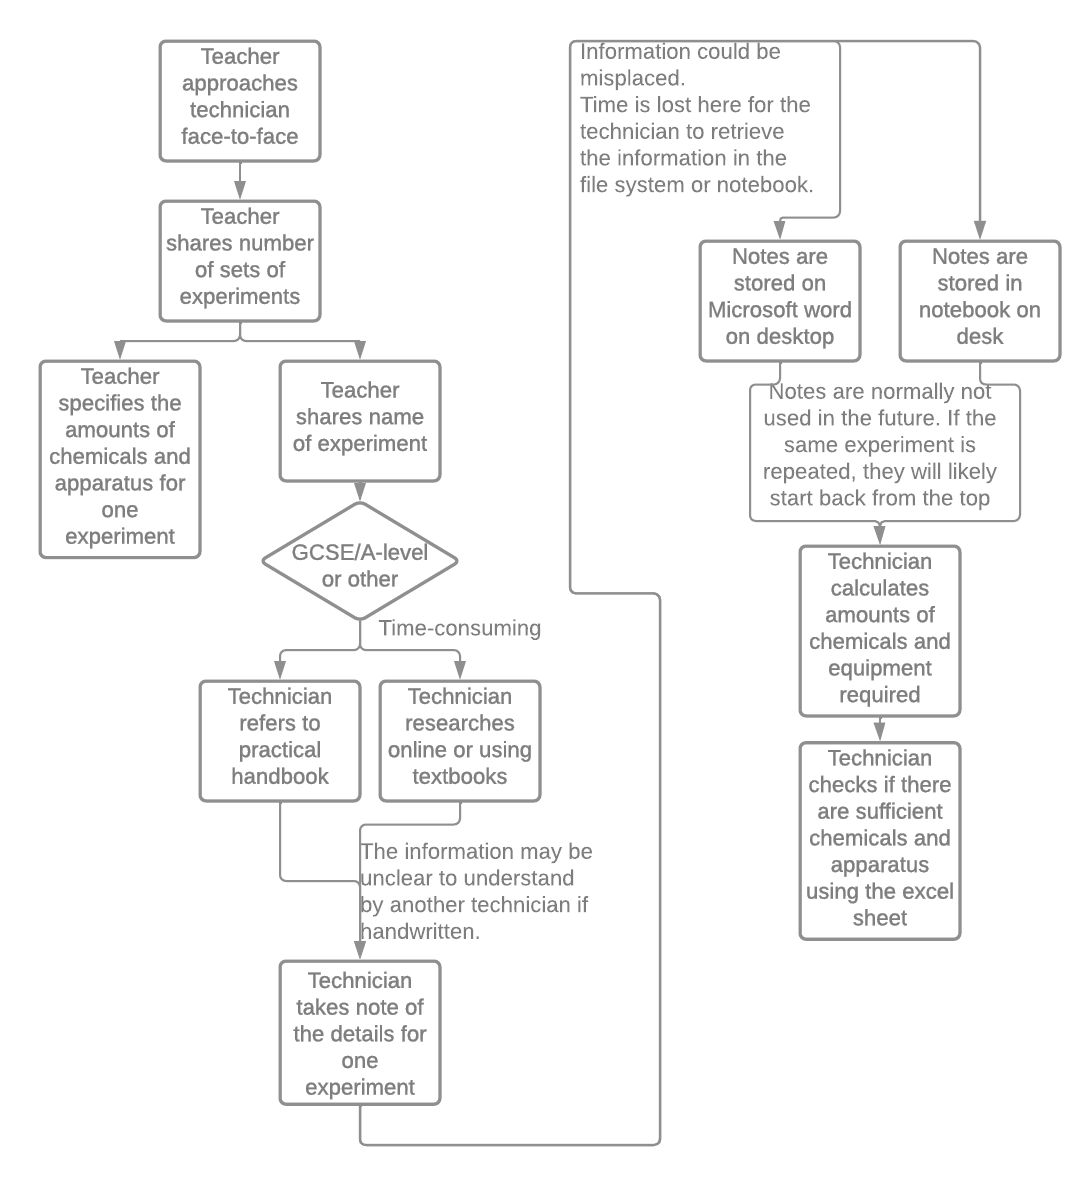 Teacher
approaches
technician
face-to-face
Teacher
shares number
of sets of
experiments
Teacher
specifies the
amounts of
chemicals and
apparatus for
one
experiment
Teacher
shares name
of experiment
GCSE/A-level
or other
Time-consuming
Technician
refers to
practical
handbook
Technician
researches
online or using
textbooks
The information may be
unclear to understand
by another technician if
handwritten.
Technician
takes note of
the details for
one
experiment
Information could be
misplaced.
Time is lost here for the
technician to retrieve
the information in the
file system or notebook.
Notes are
stored on
Microsoft word
on desktop
Notes are
stored in
notebook on
desk
Notes are normally not
used in the future. If the
same experiment is
repeated, they will likely
start back from the top
Technician
calculates
amounts of
chemicals and
equipment
required
Technician
checks if there
are sufficient
chemicals and
apparatus
using the excel
sheet